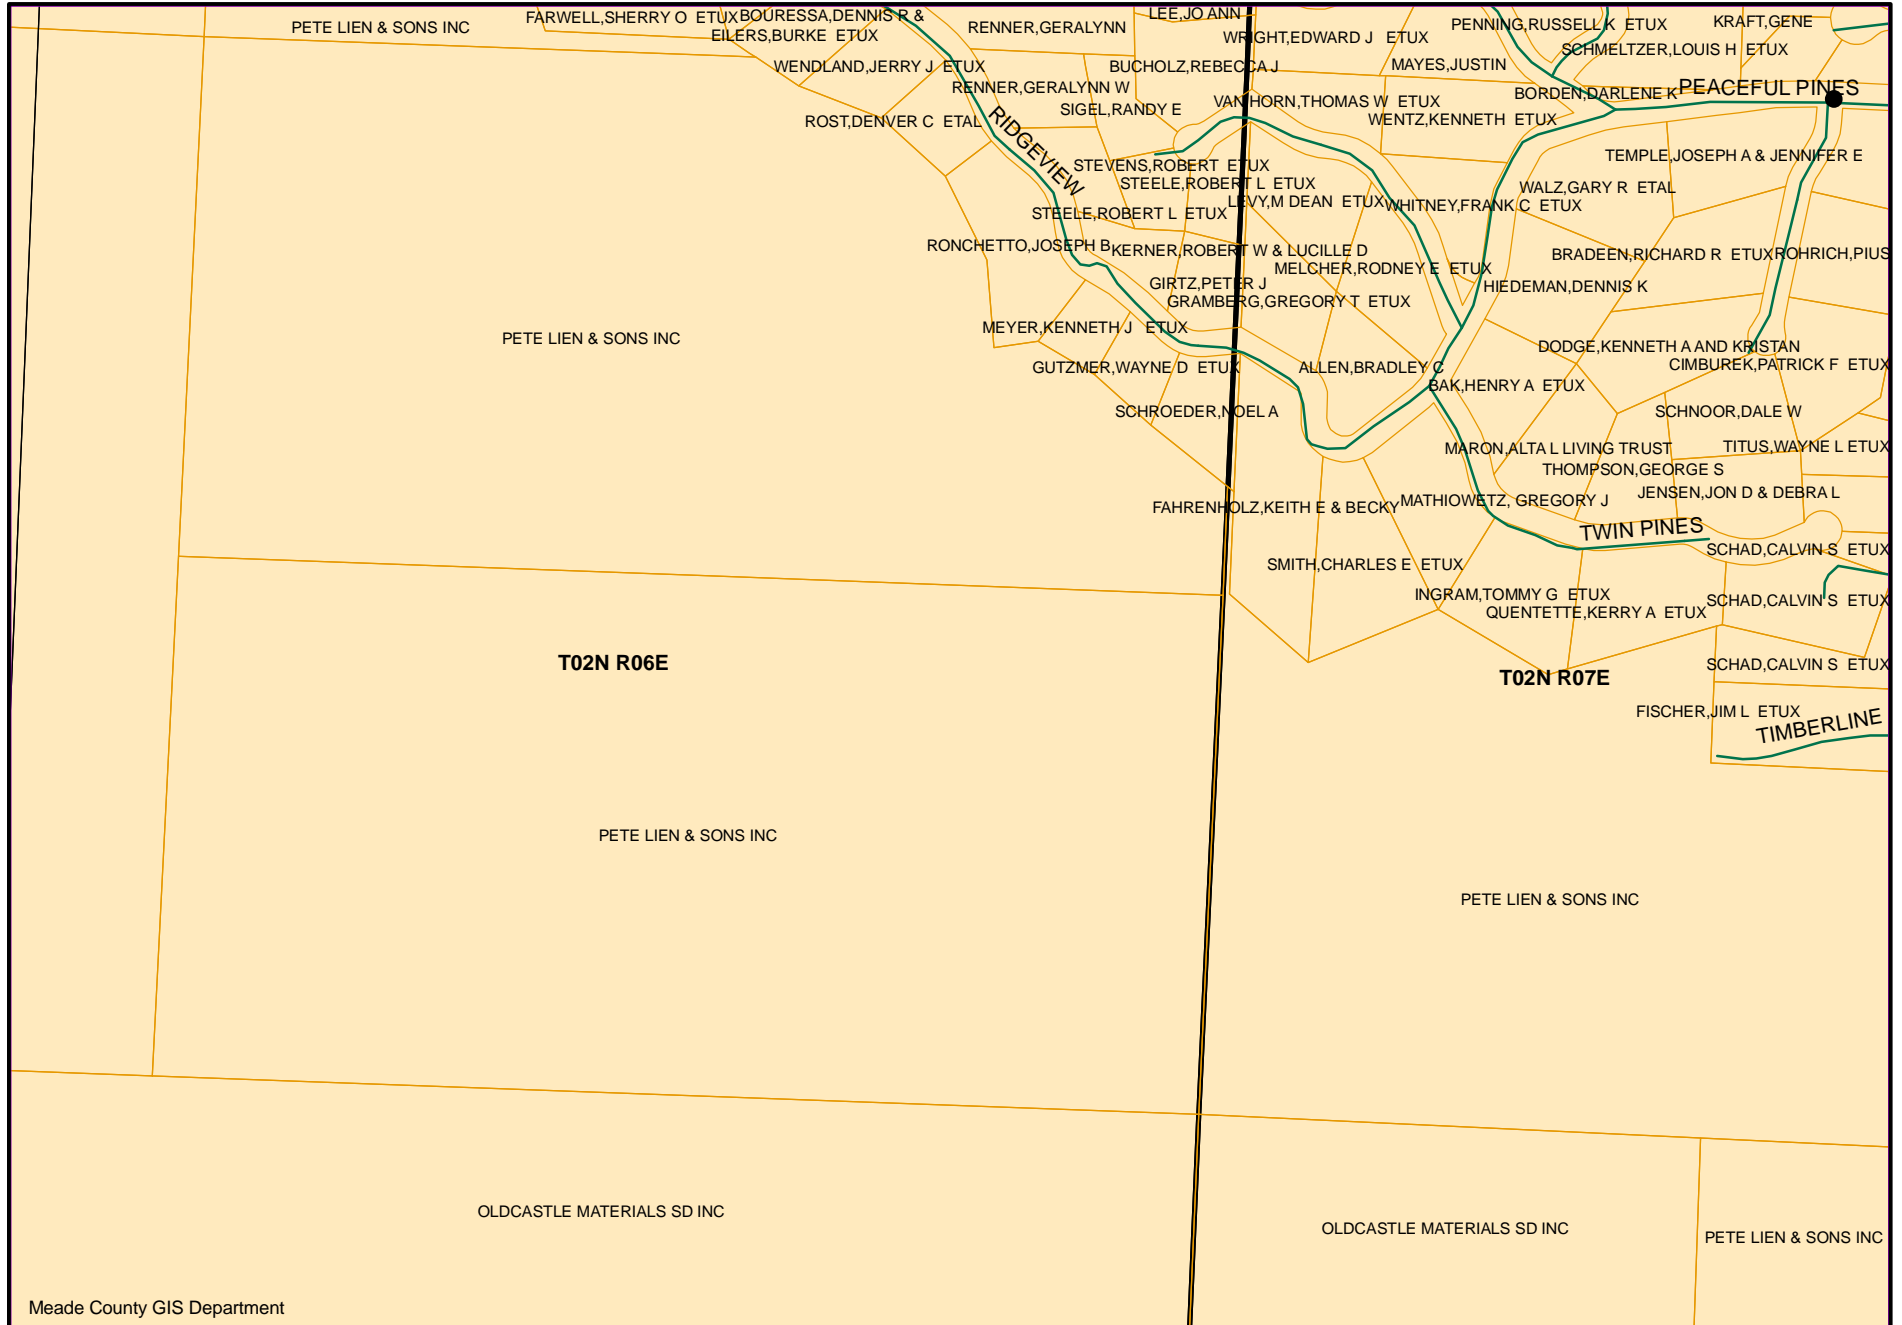 FARWELL,SHERRY O ETUX
BOURESSA,DENNIS R &
LEE,JO ANN
PETE LIEN & SONS INC
EILERS,BURKE ETUX
RENNER,GERALYNN
WRIGHT,EDWARD J ETUX
PENNING,RUSSELL K ETUX
KRAFT,GENE
SCHMELTZER,LOUIS H ETUX
WENDLAND,JERRY J ETUX
BUCHOLZ,REBECCA J
MAYES,JUSTIN
RENNER,GERALYNN W
BORDEN,DARLENE K
PEACEFUL PINES
SIGEL,RANDY E
VAN HORN,THOMAS W ETUX
ROST,DENVER C ETAL
RIDGEVIEW
WENTZ,KENNETH ETUX
STEVENS,ROBERT ETUX
TEMPLE,JOSEPH A & JENNIFER E
STEELE,ROBERT L ETUX
WALZ,GARY R ETAL
LEVY,M DEAN ETUX
WHITNEY,FRANK C ETUX
STEELE,ROBERT L ETUX
RONCHETTO,JOSEPH B
KERNER,ROBERT W & LUCILLE D
BRADEEN,RICHARD R ETUX
ROHRICH,PIUS
MELCHER,RODNEY E ETUX
GIRTZ,PETER J
HIEDEMAN,DENNIS K
GRAMBERG,GREGORY T ETUX
MEYER,KENNETH J ETUX
PETE LIEN & SONS INC
DODGE,KENNETH A AND KRISTAN
GUTZMER,WAYNE D ETUX
ALLEN,BRADLEY C
CIMBUREK,PATRICK F ETUX
BAK,HENRY A ETUX
SCHROEDER,NOEL A
SCHNOOR,DALE W
MARON,ALTA L LIVING TRUST
TITUS,WAYNE L ETUX
THOMPSON,GEORGE S
FAHRENHOLZ,KEITH E & BECKY
MATHIOWETZ, GREGORY J
JENSEN,JON D & DEBRA L
TWIN PINES
SCHAD,CALVIN S ETUX
SMITH,CHARLES E ETUX
INGRAM,TOMMY G ETUX
SCHAD,CALVIN S ETUX
QUENTETTE,KERRY A ETUX
T02N R06E
T02N R07E
SCHAD,CALVIN S ETUX
FISCHER,JIM L ETUX
TIMBERLINE
PETE LIEN & SONS INC
PETE LIEN & SONS INC
OLDCASTLE MATERIALS SD INC
OLDCASTLE MATERIALS SD INC
PETE LIEN & SONS INC
Meade County GIS Department